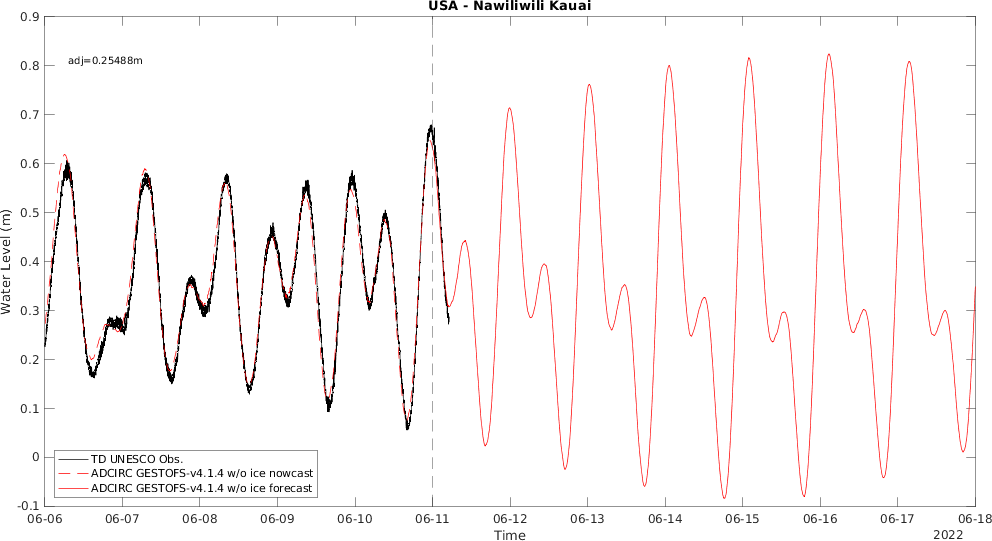 USA - Nawiliwili Kauai
0.9
0.8
0.7
0.6
0.5
0.4
0.3
0.2
0.1
0
-0.1
Water Level (m)
adj=0.25488m
TD UNESCO Obs.
ADCIRC GESTOFS-v4.1.4 w/o ice nowcast
ADCIRC GESTOFS-v4.1.4 w/o ice forecast
06-06 06-07 06-08 06-09 06-10 06-11 06-12 06-13 06-14 06-15 06-16 06-17 06-18
Time
2022